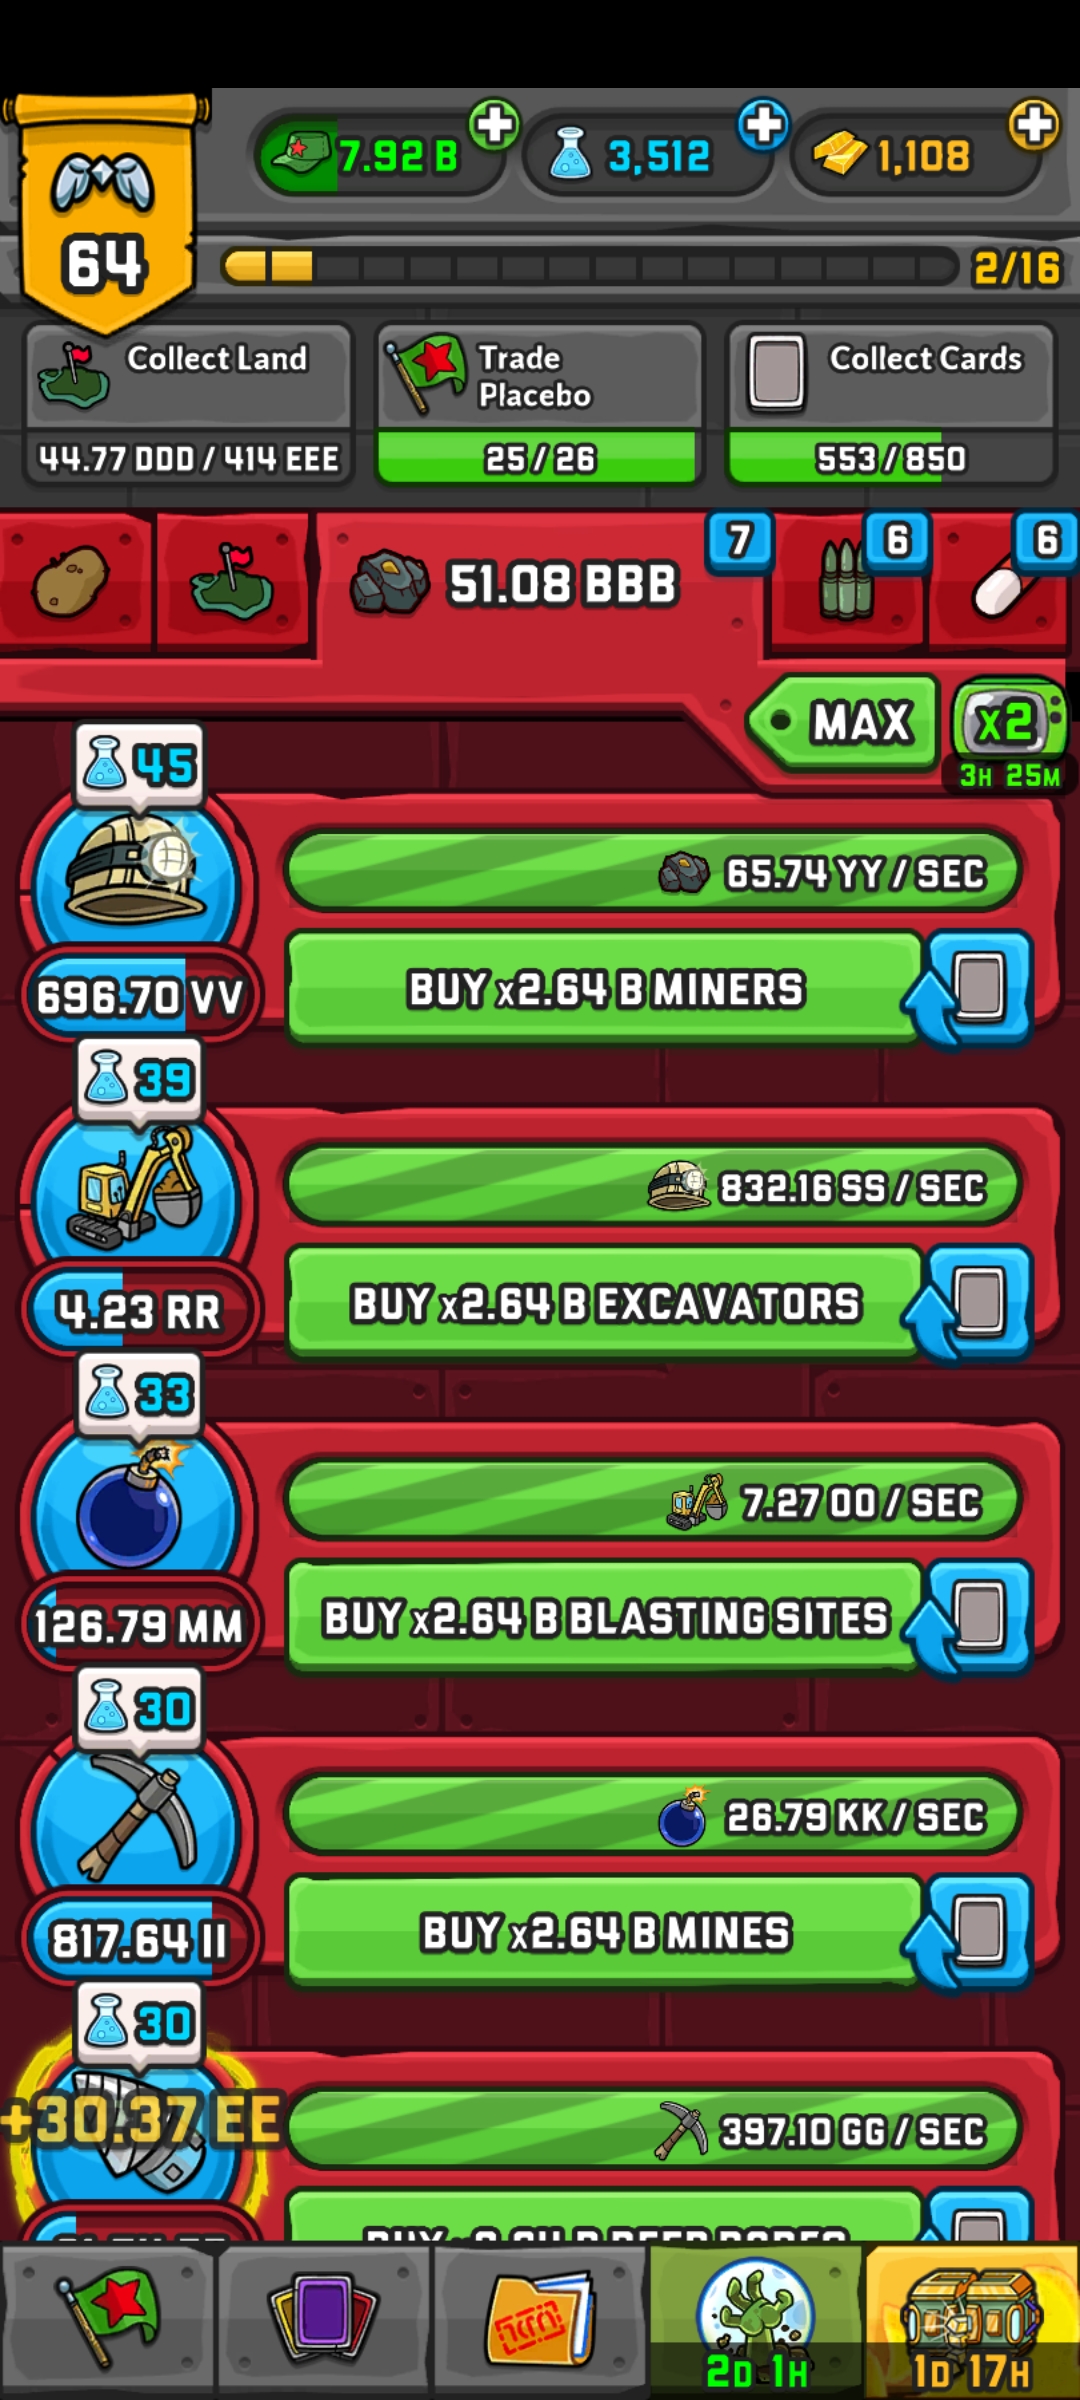 64
7.92 B
3,512
1,108
2/16
Collect Land
44.77 DDD / 414 EEE
Trade
Placebo
25 / 26
Collect Cards
553 / 850
51.08 BBB
7
6
6
MAX
x2
3H 25M
45
65.74 YY / SEC
696.70 VV
BUY x2.64 B MINERS
39
832.16 SS / SEC
4.23 RR
BUY x2.64 B EXCAVATORS
33
7.27 OO / SEC
126.79 MM
BUY x2.64 B BLASTING SITES
30
26.79 KK / SEC
817.64 II
BUY x2.64 B MINES
30
+30.37 EE
397.10 GG / SEC
2D 1H
1D 17H